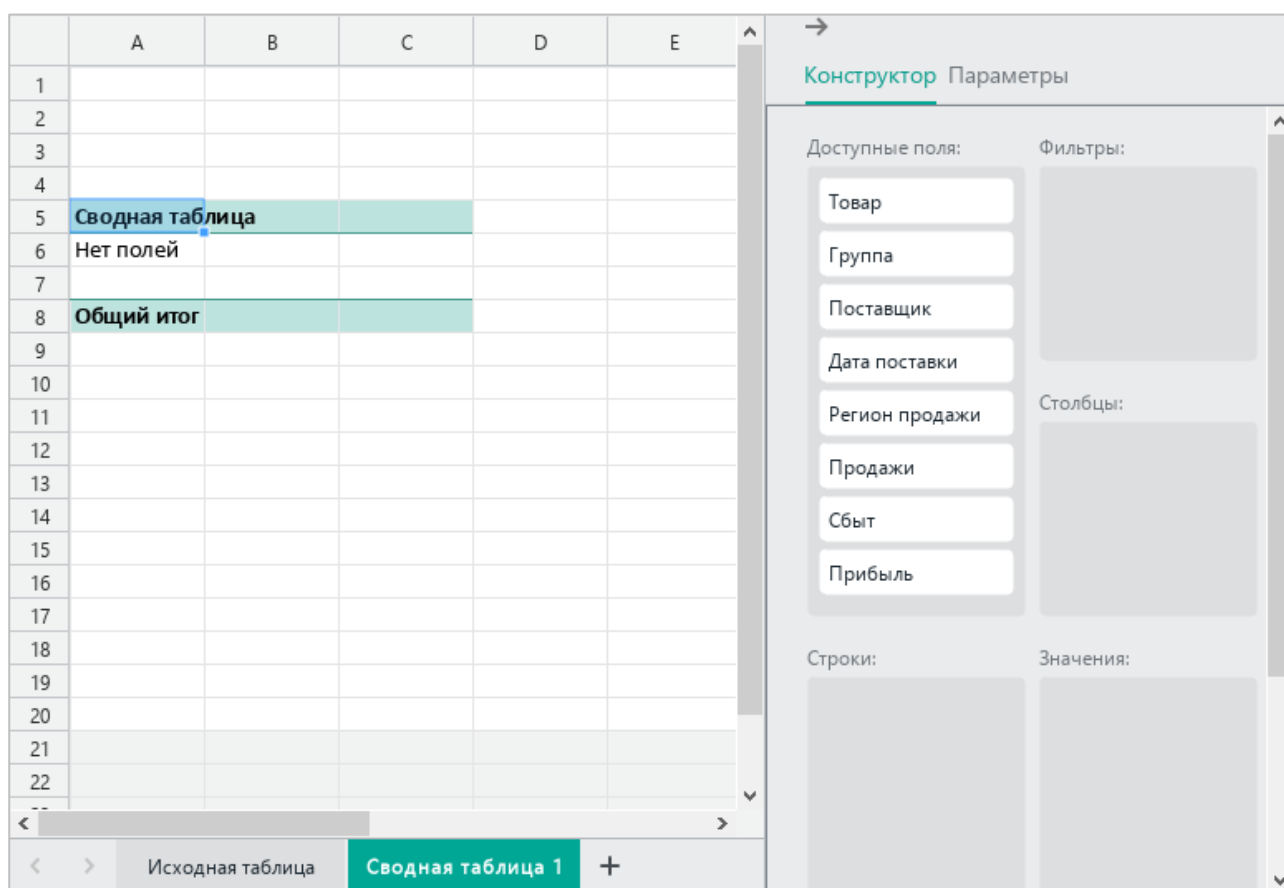 A B C D E
1
2
3
4
5 Сводная таблица
6 Нет полей
7
8 Общий итог
9
10
11
12
13
14
15
16
17
18
19
20
21
22
Исходная таблица Сводная таблица 1 +
→
Конструктор Параметры
Доступные поля:
Товар
Группа
Поставщик
Дата поставки
Регион продажи
Продажи
Сбыт
Прибыль
Фильтры:
Столбцы:
Строки:
Значения: